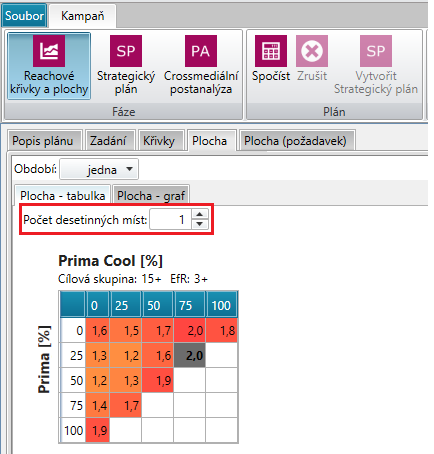 Soubor Kampaň
SP PA SP
Reachové křivky a plochy Strategický plán Crossmediální postanalýza Spočíst Zrušit Vytvořit Strategický plán
Fáze Plán
Popis plánu Zadání Křivky Plocha Plocha (požadavek)
Období: jedna
Plocha - tabulka Plocha - graf
Počet desetinných míst: 1
Prima Cool [%]
Cílová skupina: 15+ EfR: 3+
0 25 50 75 100
Prima [%]
0 1,6 1,5 1,7 2,0 1,8
25 1,3 1,2 1,6 2,0
50 1,2 1,3 1,9
75 1,4 1,7
100 1,9